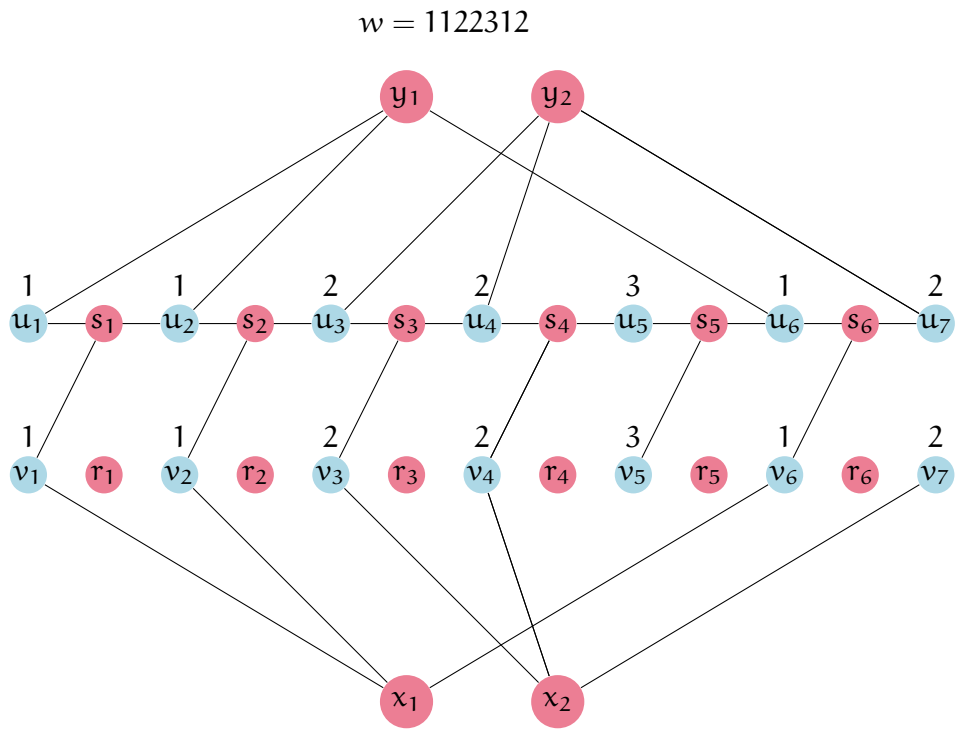 w = 1122312
y₁ y₂
1 1 2 2 3 1 2
u₁ s₁ u₂ s₂ u₃ s₃ u₄ s₄ u₅ s₅ u₆ s₆ u₇
1 1 2 2 3 1 2
v₁ r₁ v₂ r₂ v₃ r₃ v₄ r₄ v₅ r₅ v₆ r₆ v₇
x₁ x₂